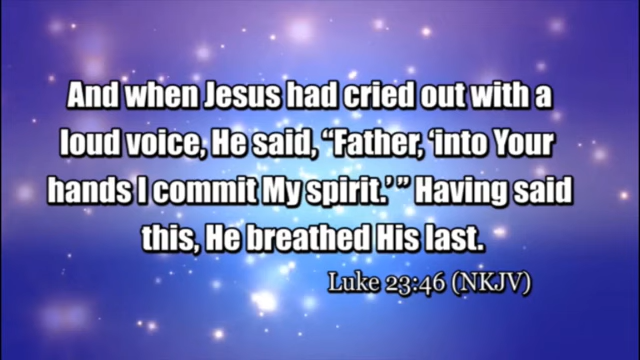 And when Jesus had cried out with a
loud voice, He said, “Father, ‘into Your
hands I commit My spirit.’ ” Having said
this, He breathed His last.
Luke 23:46 (NKJV)